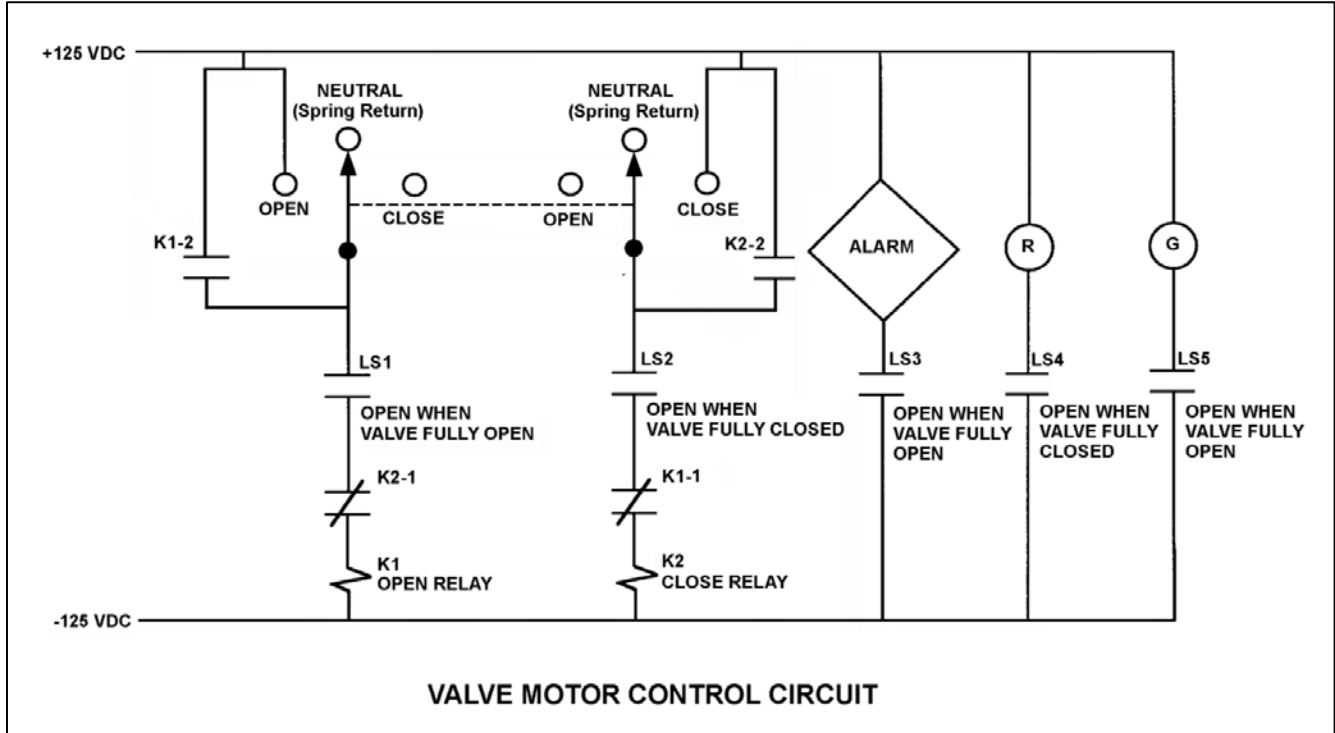 +125 VDC
NEUTRAL
(Spring Return)
NEUTRAL
(Spring Return)
OPEN
CLOSE
OPEN
CLOSE
K1-2
K2-2
ALARM
R
G
LS1
OPEN WHEN
VALVE FULLY OPEN
LS2
OPEN WHEN
VALVE FULLY CLOSED
LS3
OPEN WHEN
VALVE FULLY
OPEN
LS4
OPEN WHEN
VALVE FULLY
CLOSED
LS5
OPEN WHEN
VALVE FULLY
OPEN
K2-1
K1-1
K1
OPEN RELAY
K2
CLOSE RELAY
-125 VDC
VALVE MOTOR CONTROL CIRCUIT